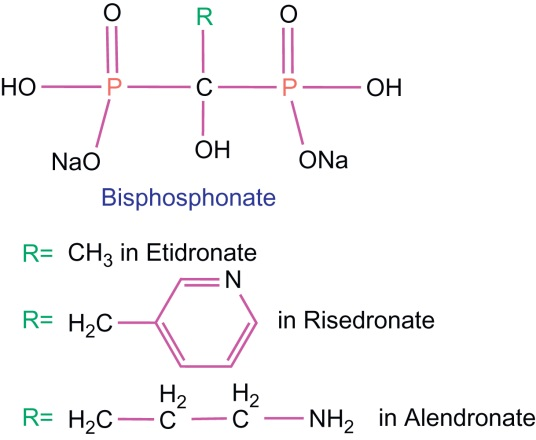 O R O
HO P C P OH
NaO OH ONa
Bisphosphonate
R= CH3 in Etidronate
N
R= H2C in Risedronate
H2 H2
R= H2C C C NH2 in Alendronate